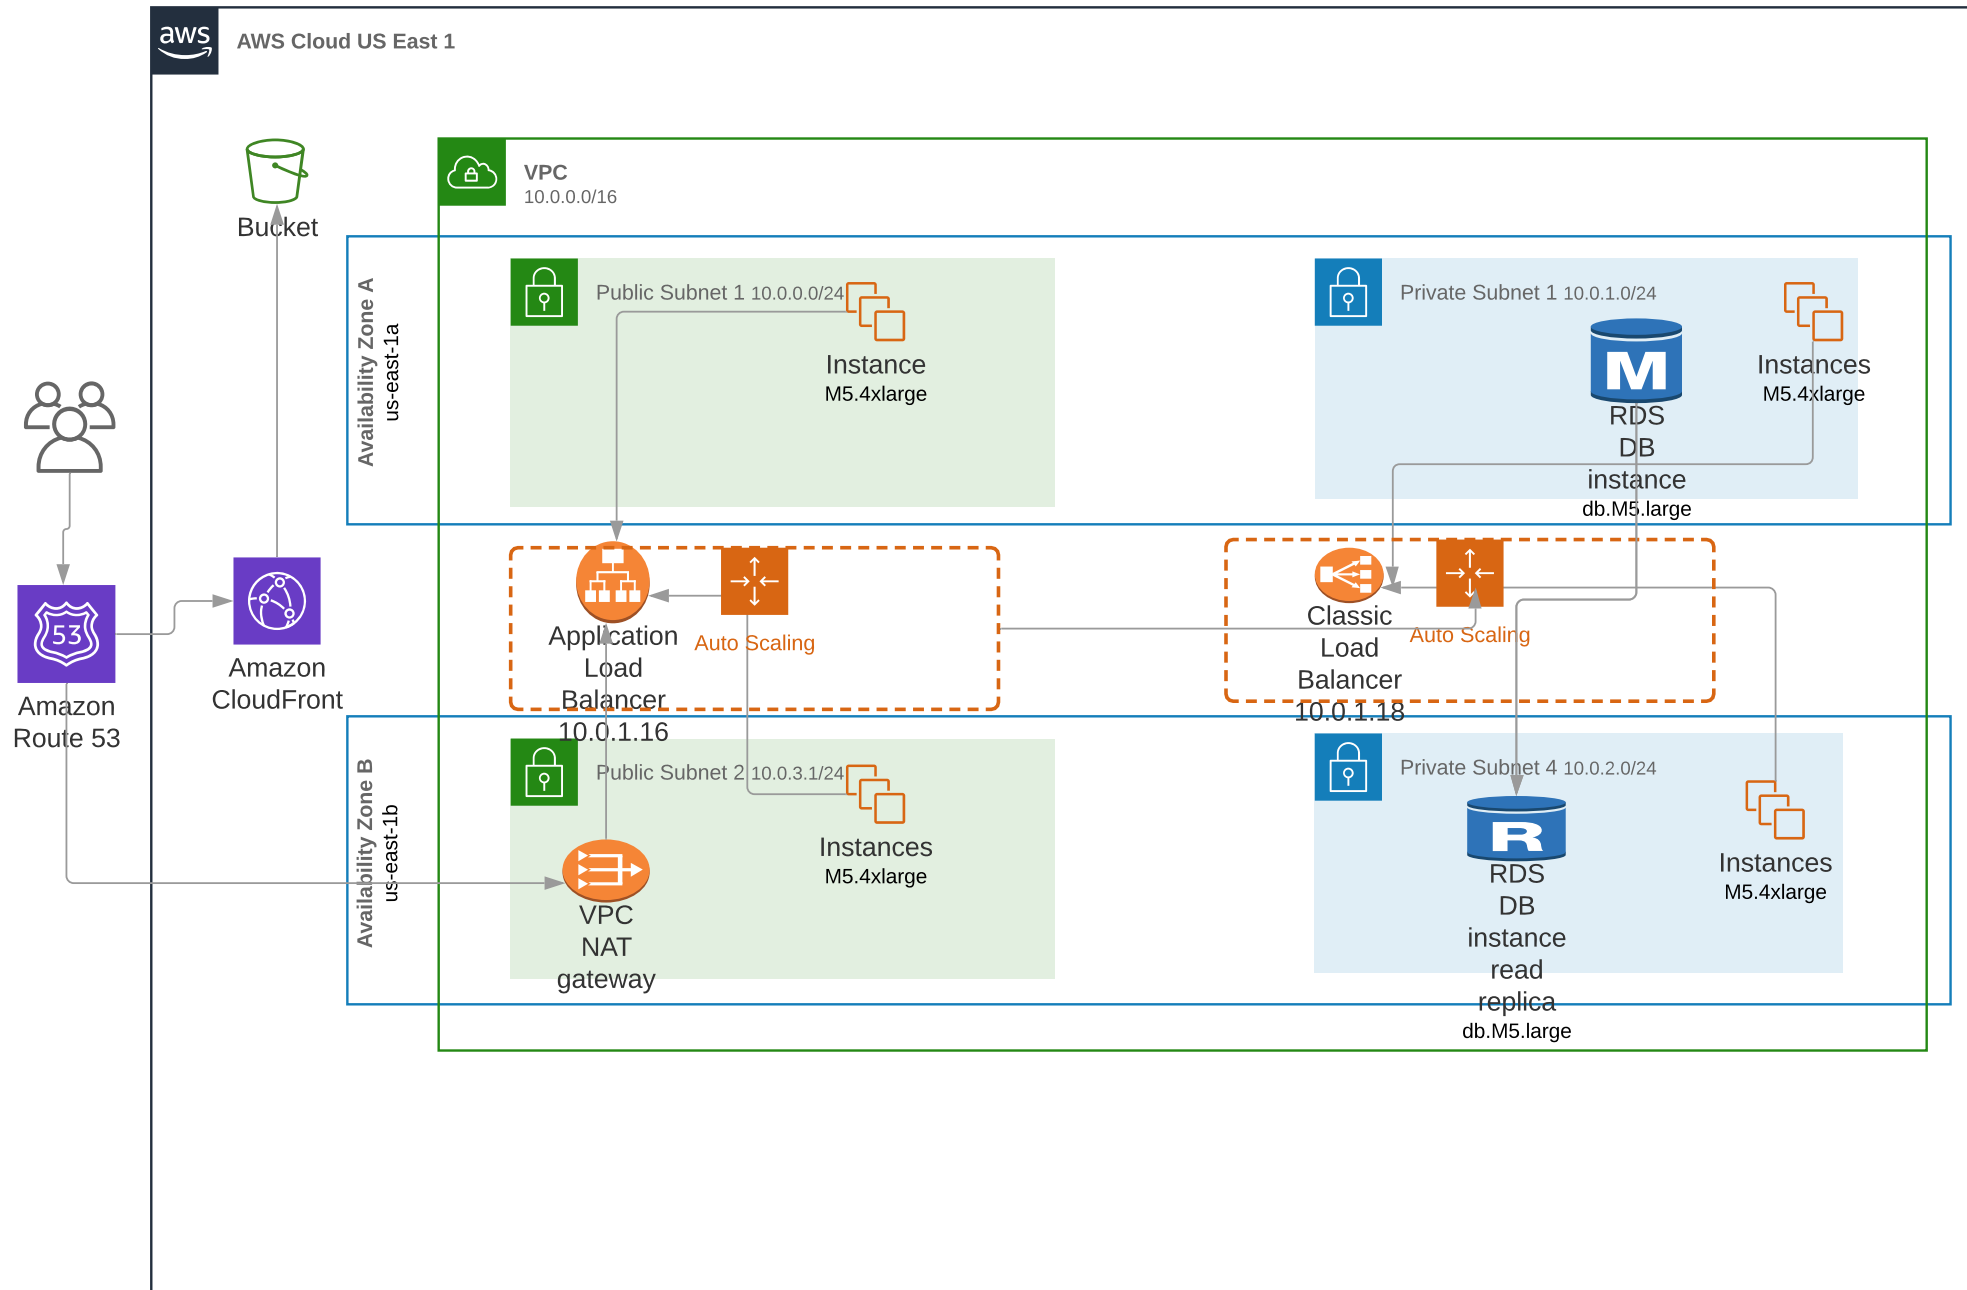 aws
AWS Cloud US East 1
Bucket
VPC
10.0.0.0/16
Availability Zone A
us-east-1a
Public Subnet 1 10.0.0.0/24
Instance
M5.4xlarge
Private Subnet 1 10.0.1.0/24
M
RDS
DB
instance
db.M5.large
Instances
M5.4xlarge
53
Amazon
Route 53
Amazon
CloudFront
Application
Load
Balancer
10.0.1.16
Auto Scaling
Classic
Load
Balancer
10.0.1.18
Auto Scaling
Availability Zone B
us-east-1b
Public Subnet 2 10.0.3.1/24
VPC
NAT
gateway
Instances
M5.4xlarge
Private Subnet 4 10.0.2.0/24
R
RDS
DB
instance
read
replica
db.M5.large
Instances
M5.4xlarge